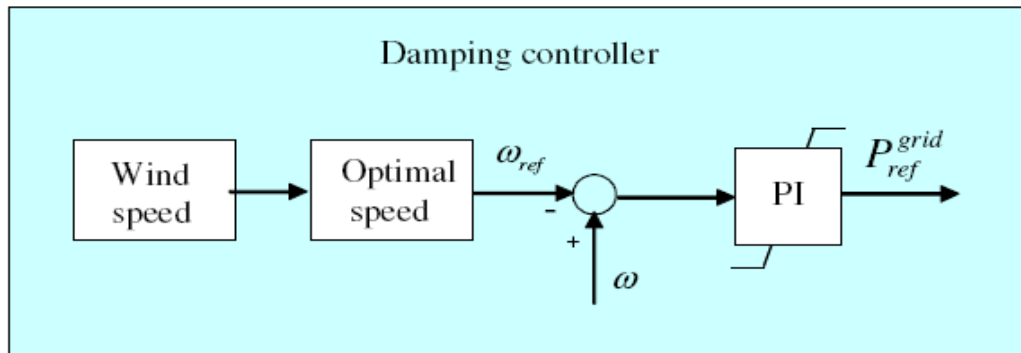 Damping controller
Wind
speed
Optimal
speed
ω_ref
-
+
ω
PI
P_ref^grid